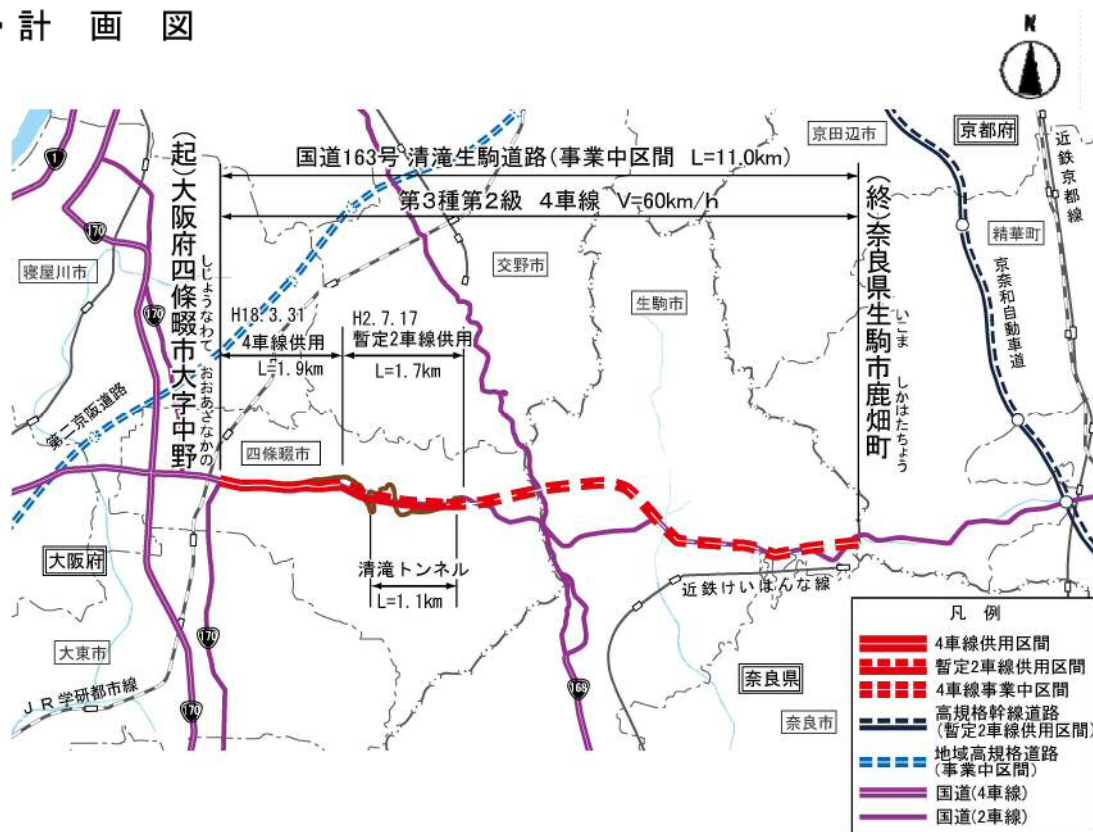 計画図
N
国道163号 清滝生駒道路(事業中区間 L=11.0km)
第3種第2級 4車線 V=60km/h
(起)大阪府四條畷市大字中野
しじょうなわて おおあざなかの
(終)奈良県生駒市鹿畑町
いこま しかはたちょう
1
170
寝屋川市
170
第二京阪道路
H18.3.31
4車線供用
L=1.9km
H2.7.17
暫定2車線供用
L=1.7km
交野市
生駒市
京田辺市
京都府
近鉄京都線
精華町
京奈和自動車道
四條畷市
大阪府
清滝トンネル
L=1.1km
近鉄けいはんな線
大東市
170
JR学研都市線
170
168
奈良県
奈良市
凡 例
4車線供用区間
暫定2車線供用区間
4車線事業中区間
高規格幹線道路
(暫定2車線供用区間)
地域高規格道路
(事業中区間)
国道(4車線)
国道(2車線)